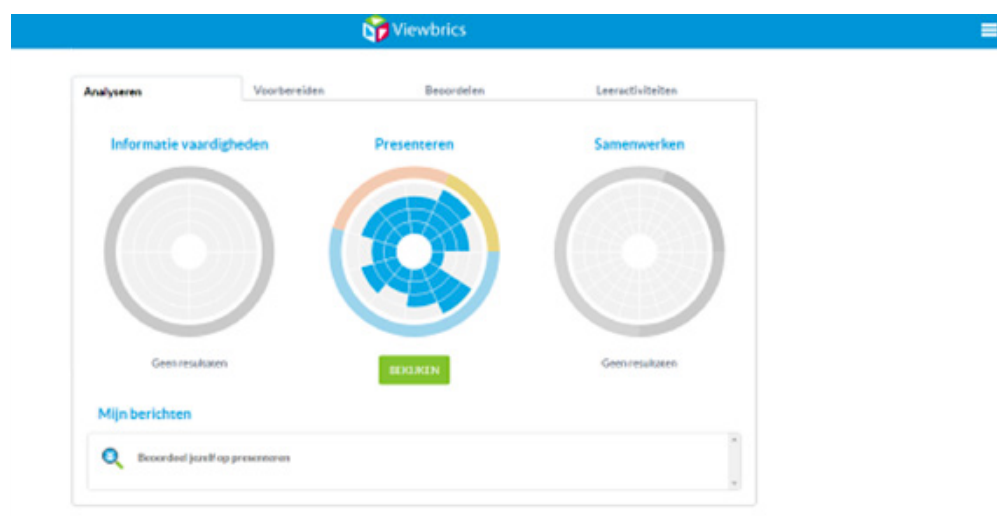 Viewbrics
Analyseren Voorbereiden Beoordelen Leeractiviteiten
Informatie vaardigheden Presenteren Samenwerken
Geen resultaten BEKIJKEN Geen resultaten
Mijn berichten
Beoordeel jezelf op presenteren